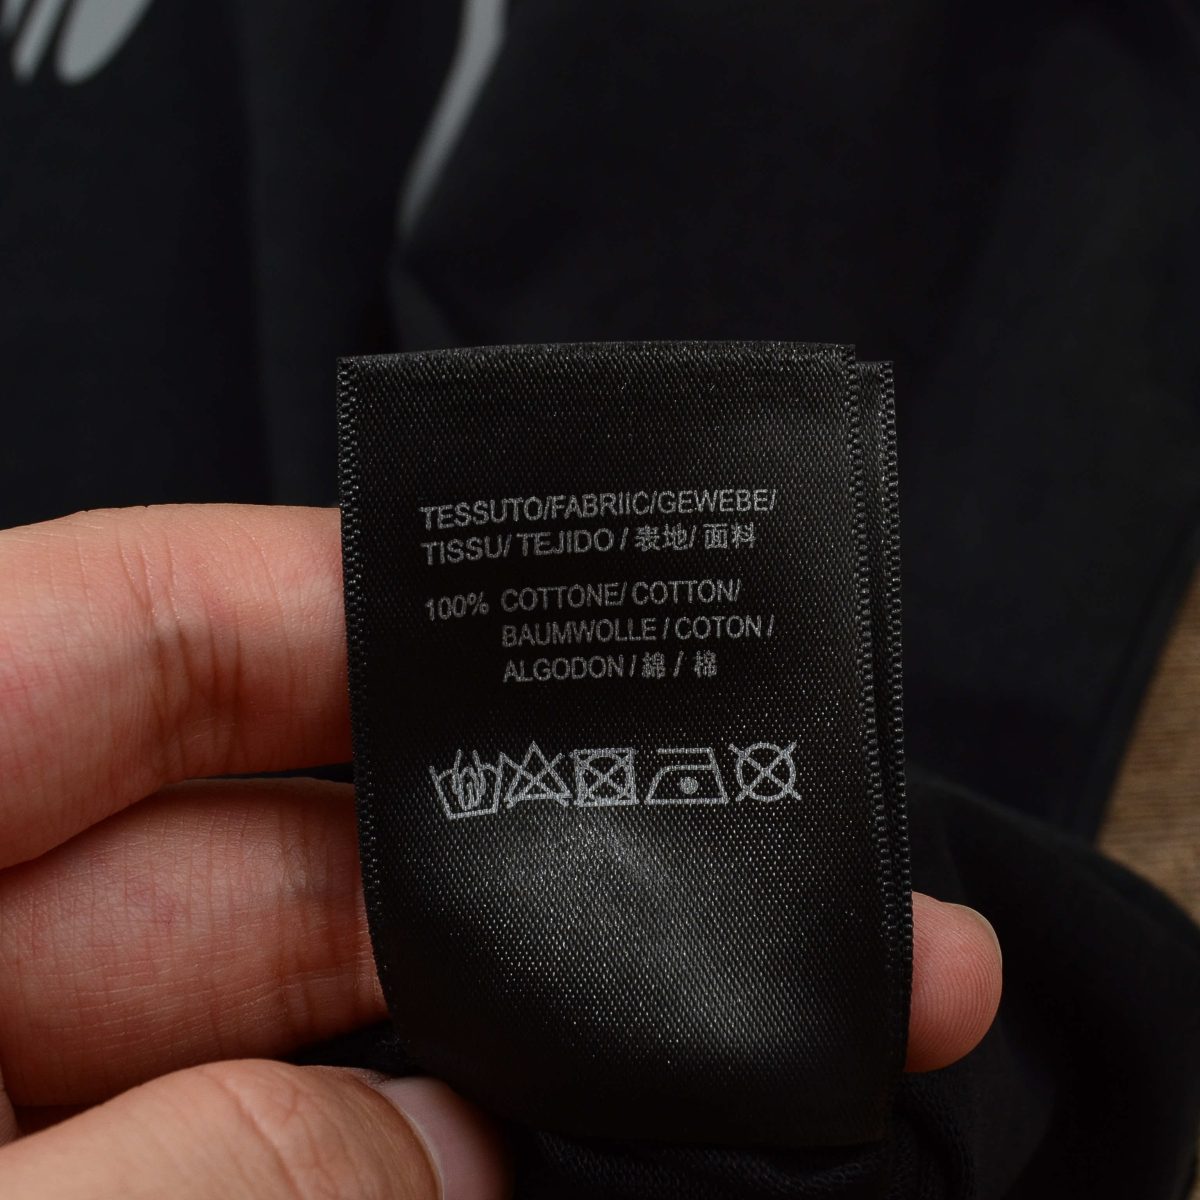 TESSUTO/FABRIIC/GEWEBE/
TISSU/ TEJIDO / 表地/ 面料
100% COTTONE/ COTTON/
BAUMWOLLE / COTON /
ALGODON / 綿 / 棉